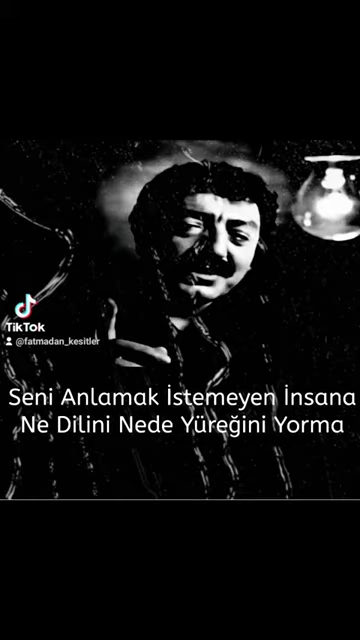 TikTok
@fatmadan_kesitler
Seni Anlamak İstemeyen İnsana
Ne Dilini Nede Yüreğini Yorma